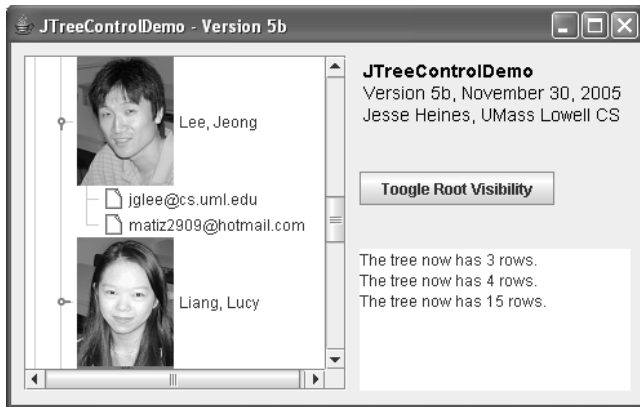 JTreeControlDemo - Version 5b
Lee, Jeong
jglee@cs.uml.edu
matiz2909@hotmail.com
Liang, Lucy
JTreeControlDemo
Version 5b, November 30, 2005
Jesse Heines, UMass Lowell CS
Toogle Root Visibility
The tree now has 3 rows.
The tree now has 4 rows.
The tree now has 15 rows.